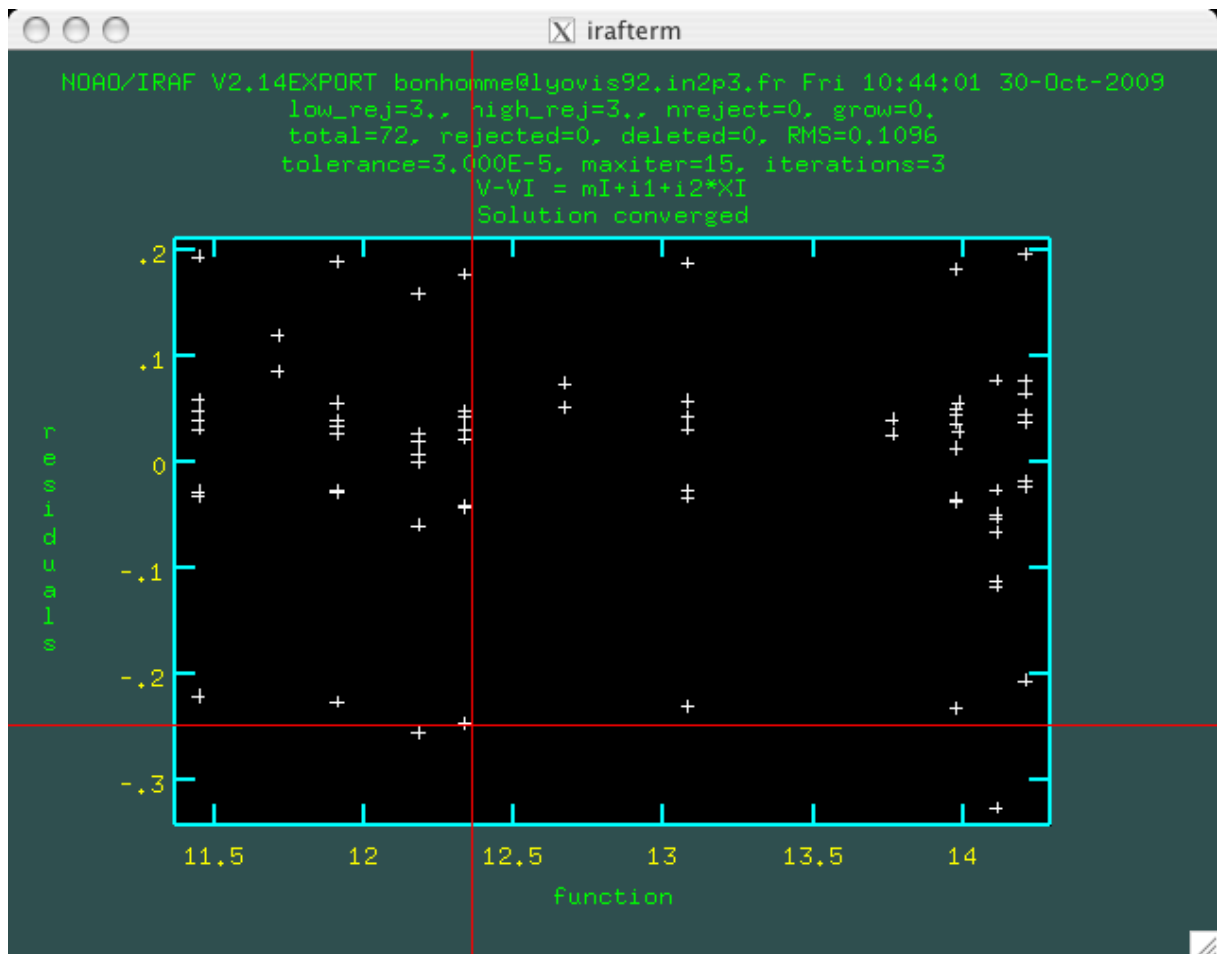 irafterm
NOAO/IRAF V2.14EXPORT bonhomme@lyovis92.in2p3.fr Fri 10:44:01 30-Oct-2009
low_rej=3., high_rej=3., nreject=0, grow=0.
total=72, rejected=0, deleted=0, RMS=0.1096
tolerance=3.000E-5, maxiter=15, iterations=3
V-VI = mI+i1+i2*XI
Solution converged
.2
.1
0
-.1
-.2
-.3
residuals
11.5 12 12.5 13 13.5 14
function